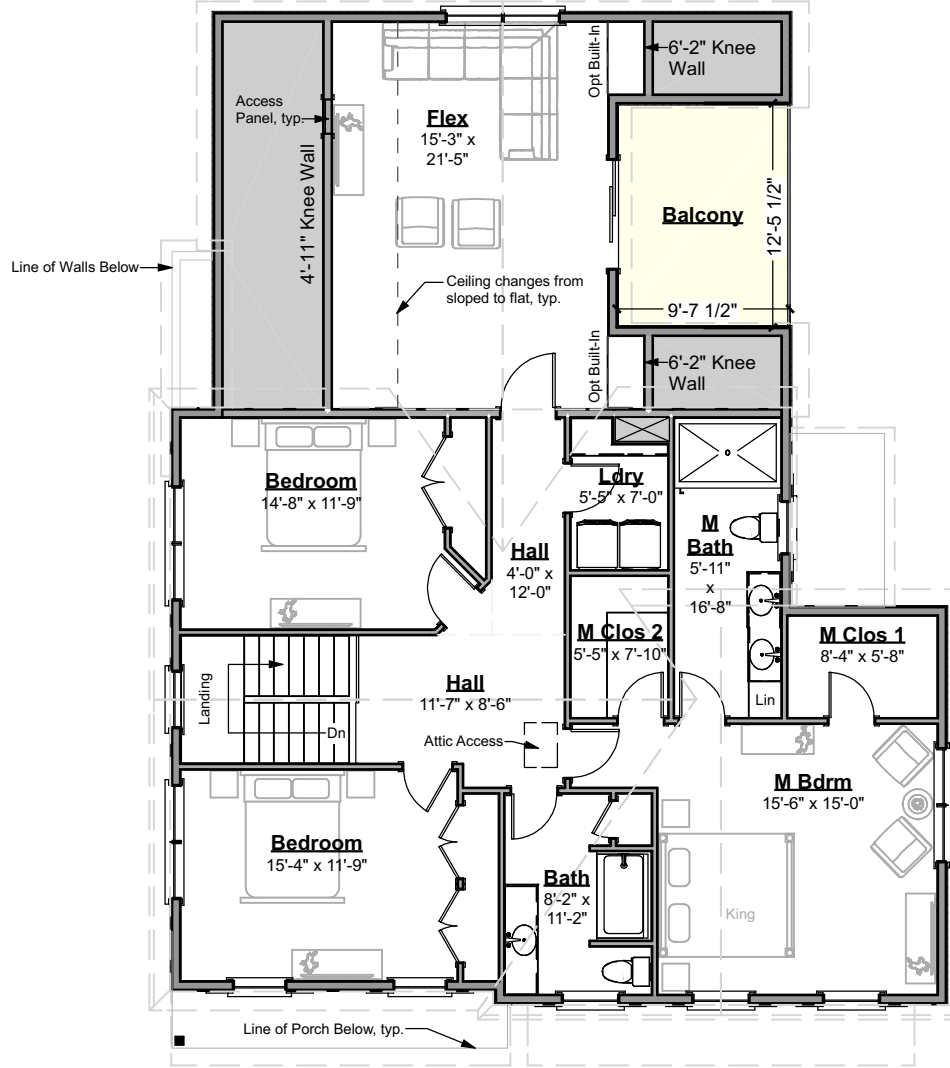 6'-2" Knee
Wall
Opt Built-In
Access
Panel, typ.
Flex
15'-3" x
21'-5"
4'-11" Knee Wall
Balcony
12'-5 1/2"
9'-7 1/2"
Line of Walls Below
Ceiling changes from
sloped to flat, typ.
Opt Built-In
6'-2" Knee
Wall
Bedroom
14'-8" x 11'-9"
Ldry
5'-5" x 7'-0"
M
Bath
5'-11"
x
16'-8"
Hall
4'-0" x
12'-0"
M Clos 2
5'-5" x 7'-10"
M Clos 1
8'-4" x 5'-8"
Landing
Dn
Hall
11'-7" x 8'-6"
Lin
Attic Access
M Bdrm
15'-6" x 15'-0"
Bedroom
15'-4" x 11'-9"
Bath
8'-2" x
11'-2"
King
Line of Porch Below, typ.